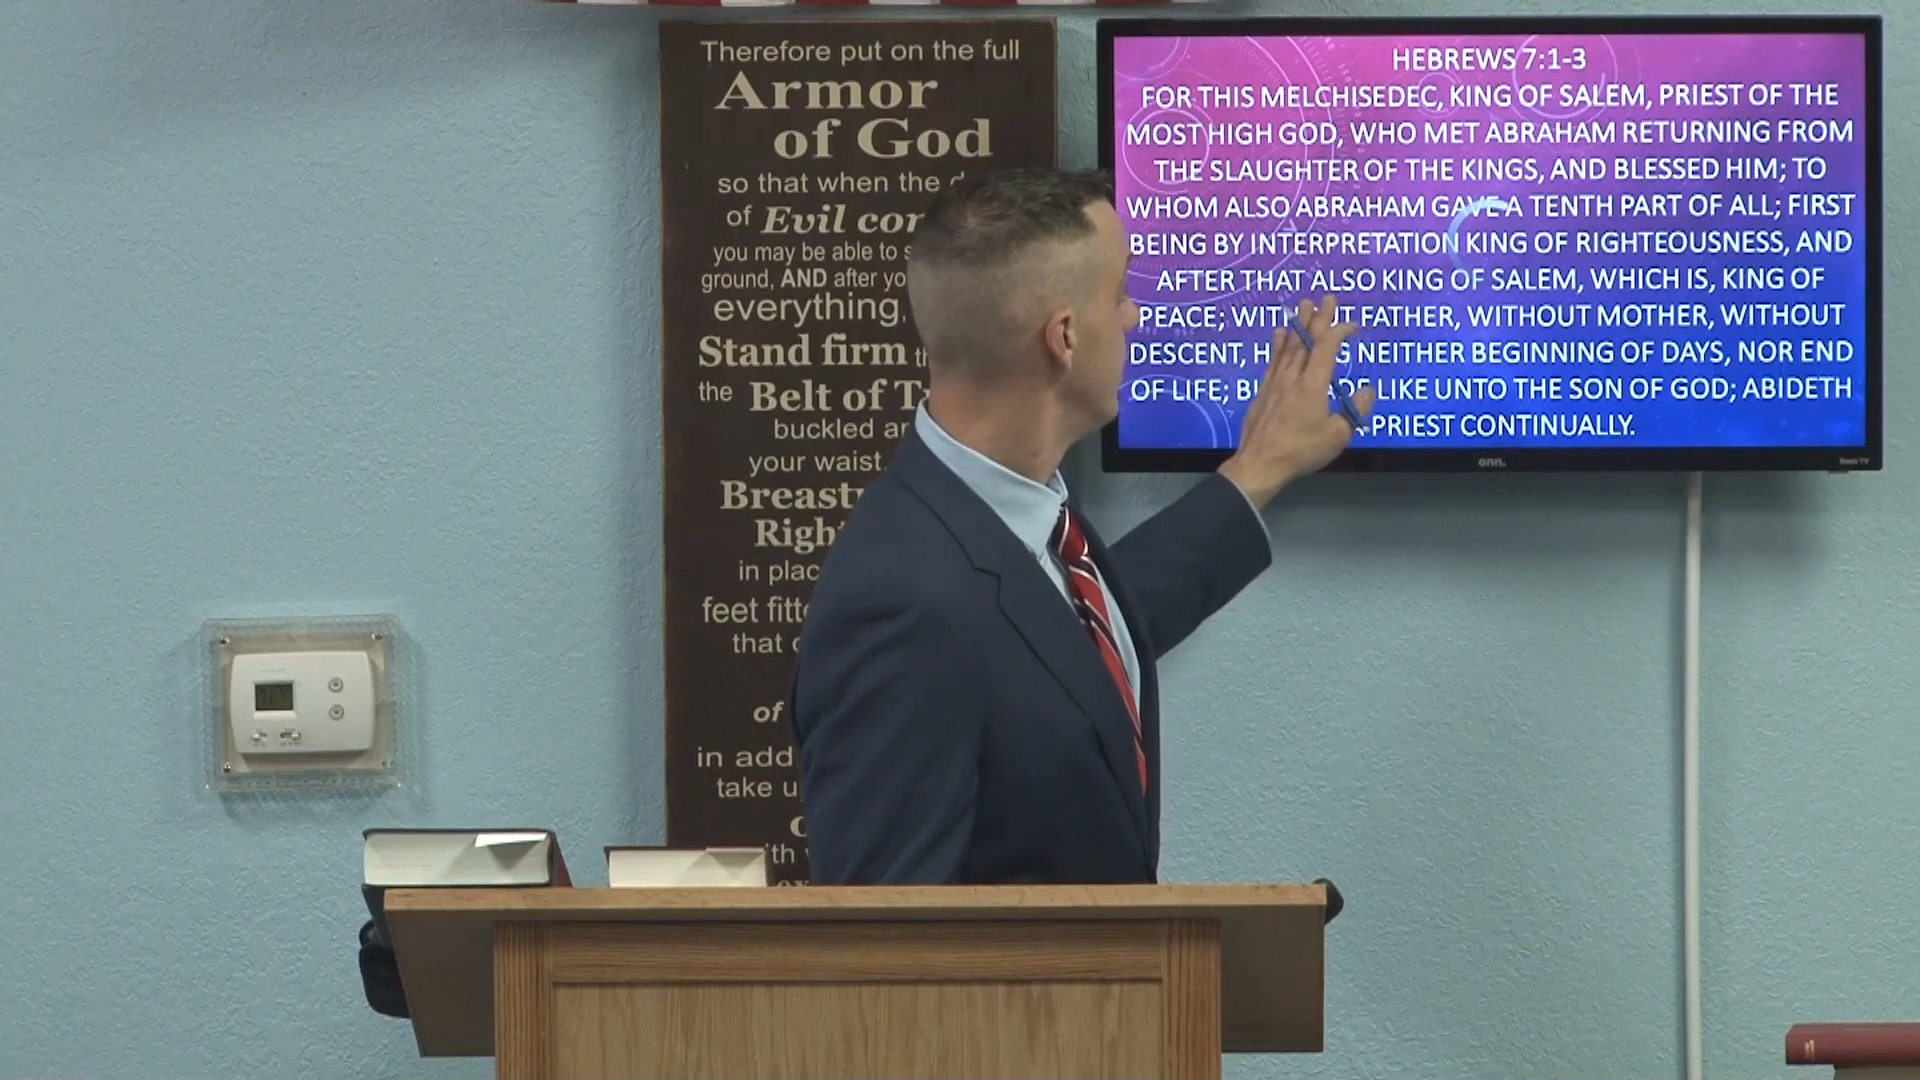 Therefore put on the full
Armor
of God
so that when the
of Evil
you may be able to
ground, AND after
everything,
Stand firm
the Belt of
buckled
your waist.
in
feet
that
of
in
take
HEBREWS 7:1-3
FOR THIS MELCHISEDEC, KING OF SALEM, PRIEST OF THE
MOST HIGH GOD, WHO MET ABRAHAM RETURNING FROM
THE SLAUGHTER OF THE KINGS, AND BLESSED HIM; TO
WHOM ALSO ABRAHAM GAVE A TENTH PART OF ALL; FIRST
BEING BY INTERPRETATION KING OF RIGHTEOUSNESS, AND
AFTER THAT ALSO KING OF SALEM, WHICH IS, KING OF
PEACE; WITHOUT FATHER, WITHOUT MOTHER, WITHOUT
DESCENT, NEITHER BEGINNING OF DAYS, NOR END
OF LIFE; LIKE UNTO THE SON OF GOD; ABIDETH
A PRIEST CONTINUALLY.
onn.
Roku TV